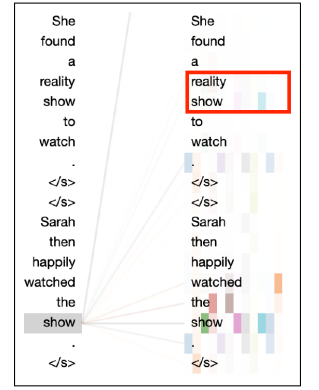 She She
found found
a a
reality reality
show show
to to
watch watch
. .
</s> </s>
</s> </s>
Sarah Sarah
then then
happily happily
watched watched
the the
show show
. .
</s> </s>